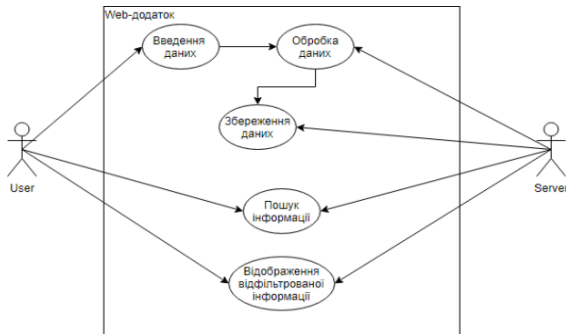 Web-додаток
Введення
даних
Обробка
даних
Збереження
даних
User
Server
Пошук
інформації
Відображення
відфільтрованої
інформації